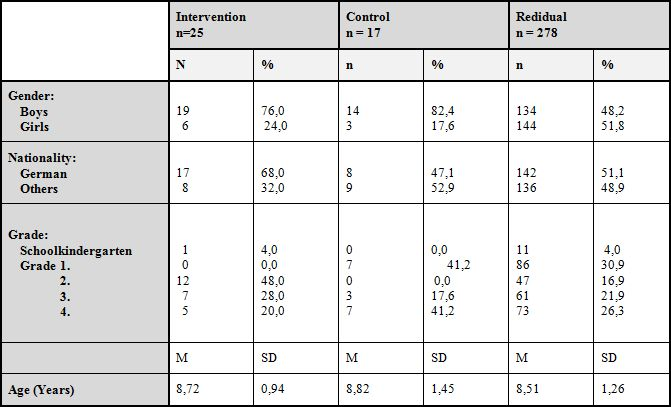 Intervention Control Redidual
n=25 n = 17 n = 278
N % n % n %
Gender:
Boys 19 76,0 14 82,4 134 48,2
Girls 6 24,0 3 17,6 144 51,8
Nationality:
German 17 68,0 8 47,1 142 51,1
Others 8 32,0 9 52,9 136 48,9
Grade:
Schoolkindergarten 1 4,0 0 0,0 11 4,0
Grade 1. 0 0,0 7 41,2 86 30,9
2. 12 48,0 0 0,0 47 16,9
3. 7 28,0 3 17,6 61 21,9
4. 5 20,0 7 41,2 73 26,3
M SD M SD M SD
Age (Years) 8,72 0,94 8,82 1,45 8,51 1,26